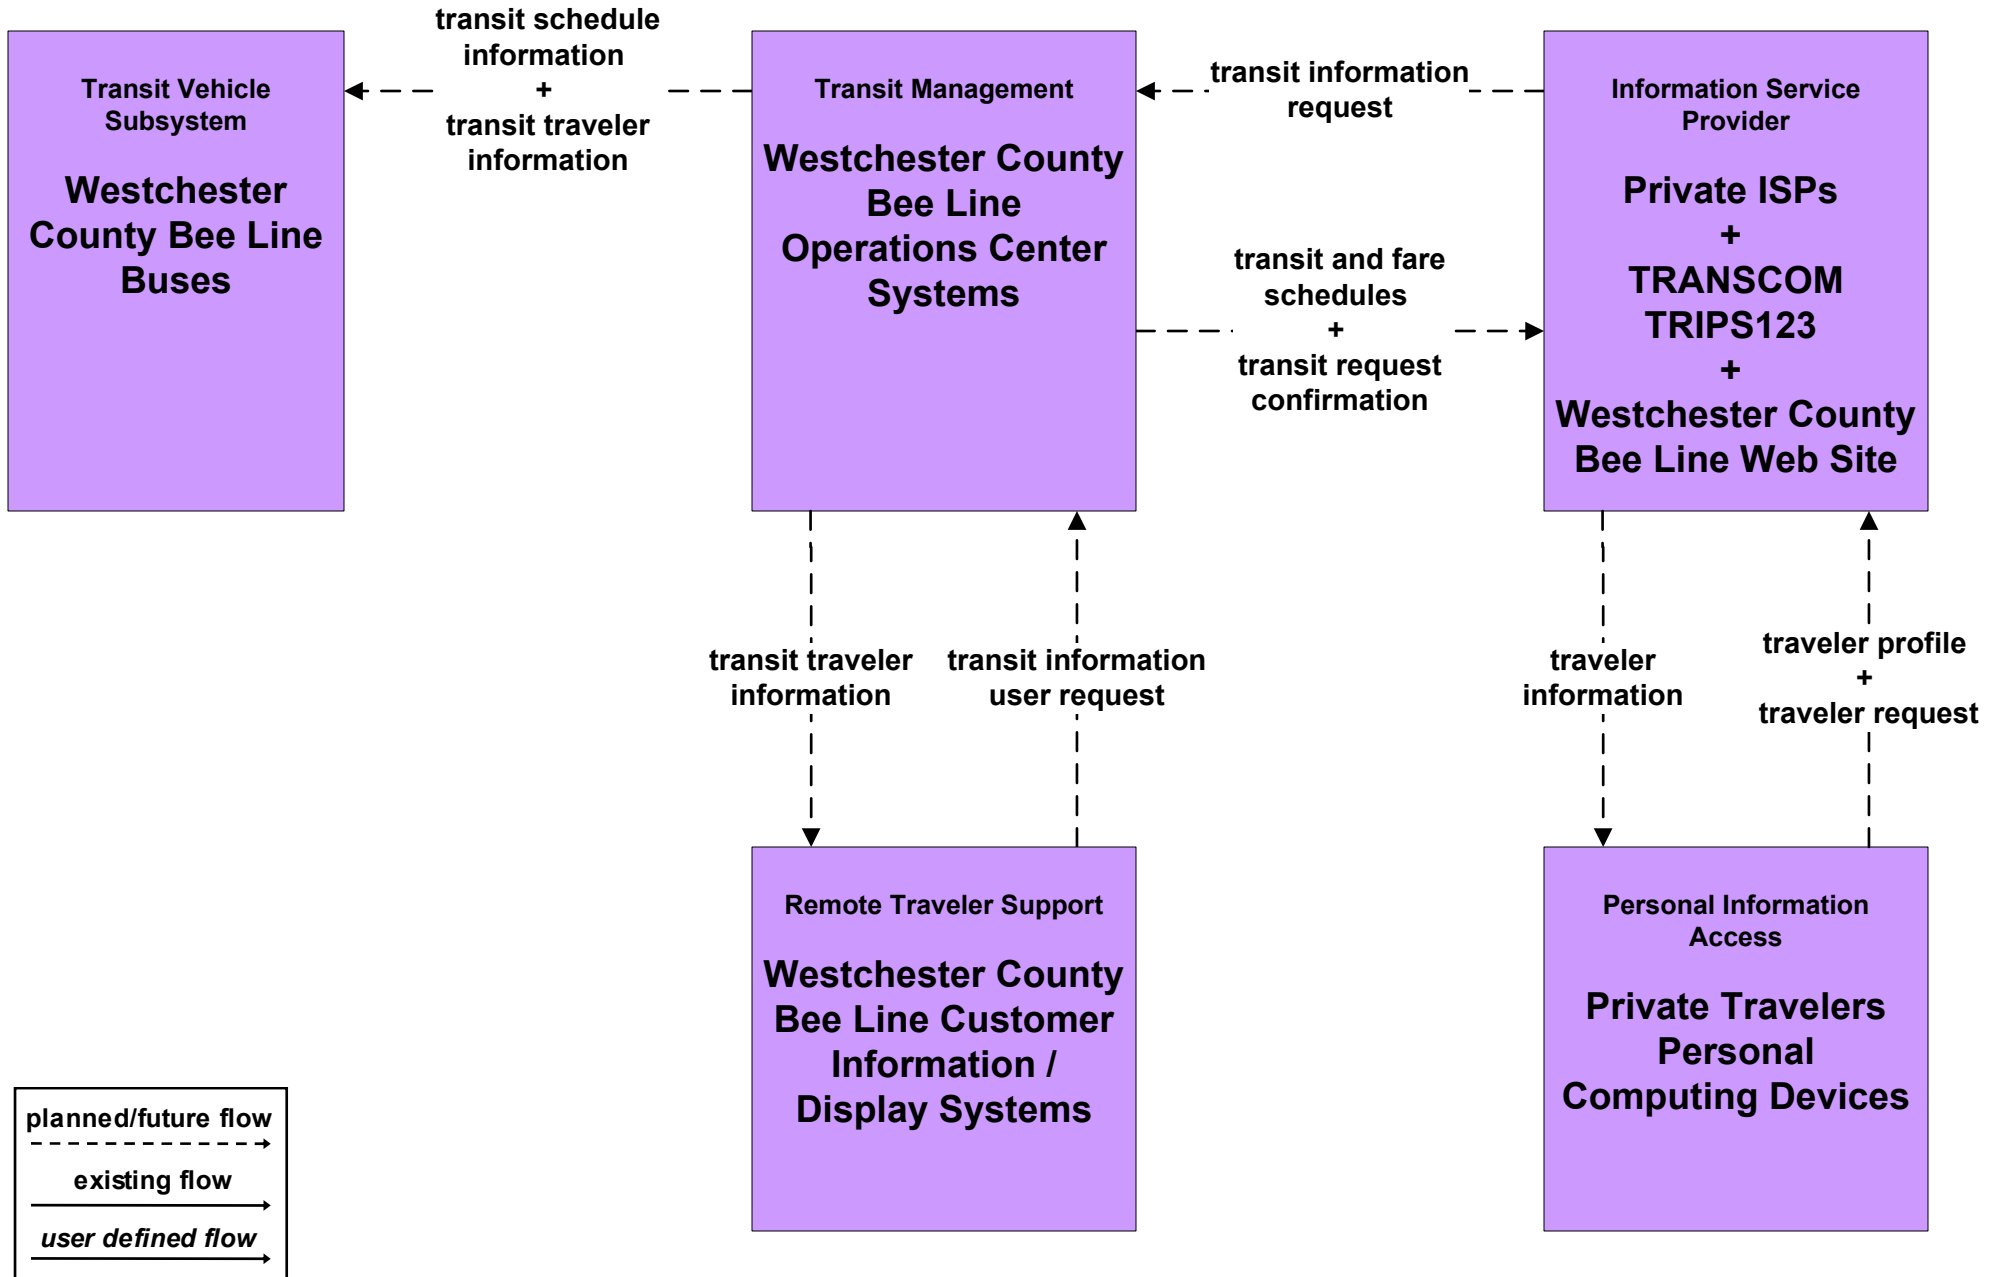 transit schedule
information
+
transit traveler
information
Transit Vehicle
Subsystem
Westchester
County Bee Line
Buses
Transit Management
Westchester County
Bee Line
Operations Center
Systems
transit information
request
transit and fare
schedules
+
transit request
confirmation
Information Service
Provider
Private ISPs
+
TRANSCOM
TRIPS123
+
Westchester County
Bee Line Web Site
transit traveler
information
transit information
user request
traveler
information
traveler profile
+
traveler request
Remote Traveler Support
Westchester County
Bee Line Customer
Information /
Display Systems
Personal Information
Access
Private Travelers
Personal
Computing Devices
planned/future flow
existing flow
user defined flow